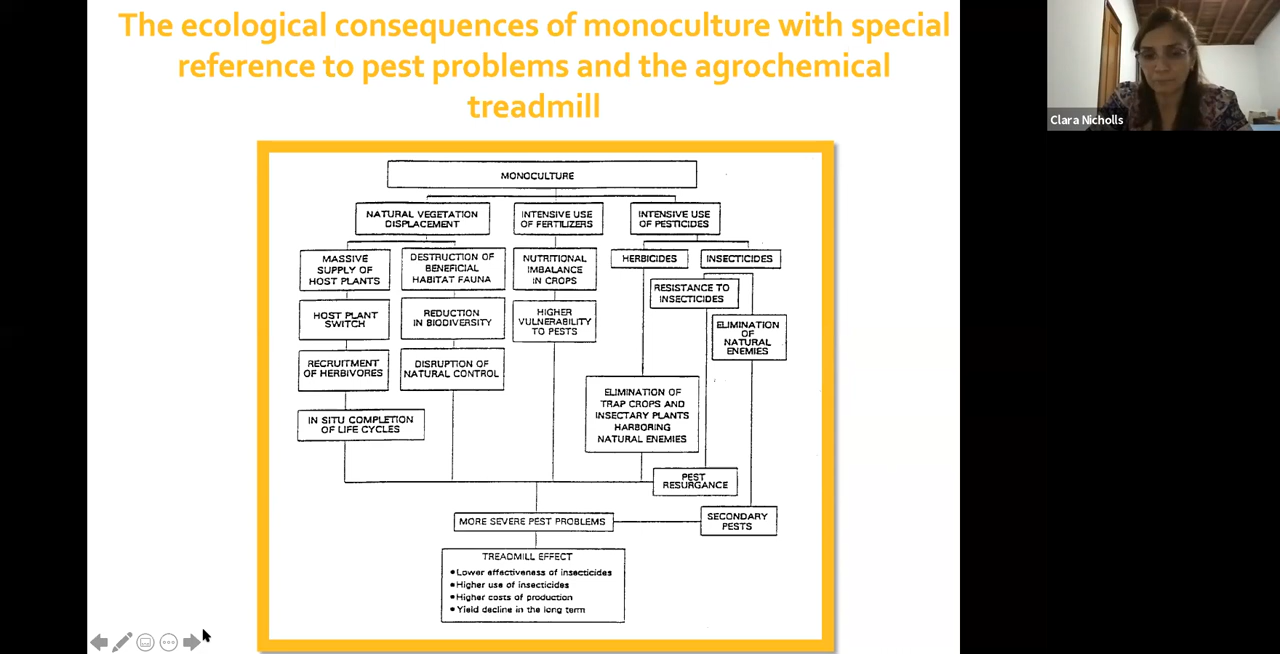 The ecological consequences of monoculture with special
reference to pest problems and the agrochemical
treadmill
Clara Nicholls
MONOCULTURE
NATURAL VEGETATION
DISPLACEMENT
INTENSIVE USE
OF FERTILIZERS
INTENSIVE USE
OF PESTICIDES
MASSIVE
SUPPLY OF
HOST PLANTS
DESTRUCTION OF
BENEFICIAL
HABITAT FAUNA
NUTRITIONAL
IMBALANCE
IN CROPS
HERBICIDES
INSECTICIDES
RESISTANCE TO
INSECTICIDES
HOST PLANT
SWITCH
REDUCTION
IN BIODIVERSITY
HIGHER
VULNERABILITY
TO PESTS
ELIMINATION
OF
NATURAL
ENEMIES
RECRUITMENT
OF HERBIVORES
DISRUPTION OF
NATURAL CONTROL
ELIMINATION OF
TRAP CROPS AND
INSECTARY PLANTS
HARBORING
NATURAL ENEMIES
IN SITU COMPLETION
OF LIFE CYCLES
PEST
RESURGANCE
MORE SEVERE PEST PROBLEMS
SECONDARY
PESTS
TREADMILL EFFECT
• Lower effectiveness of insecticides
• Higher use of insecticides
• Higher costs of production
• Yield decline in the long term